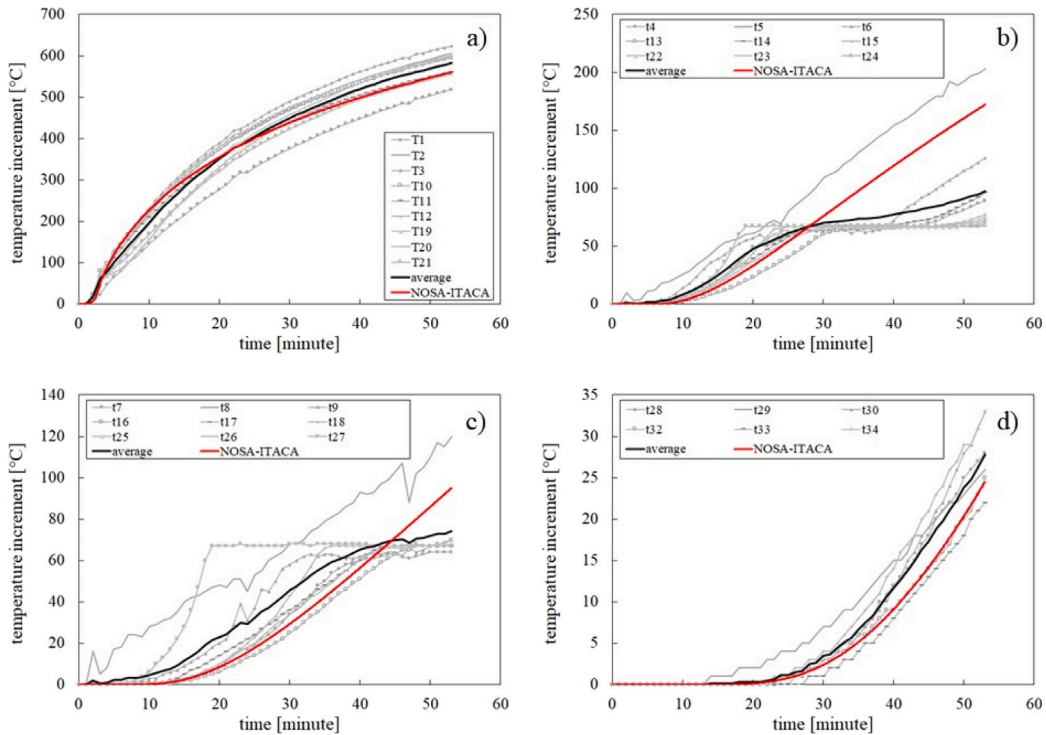 700
600
500
400
300
200
100
0
temperature increment [°C]
a)
T1
T2
T3
T10
T11
T12
T19
T20
T21
average
NOSA-ITACA
0 10 20 30 40 50 60
time [minute]
250
200
150
100
50
0
temperature increment [°C]
b)
t4 t5 t6
t13 t14 t15
t22 t23 t24
average NOSA-ITACA
0 10 20 30 40 50 60
time [minute]
140
120
100
80
60
40
20
0
temperature increment [°C]
c)
t7 t8 t9
t16 t17 t18
t25 t26 t27
average NOSA-ITACA
0 10 20 30 40 50 60
time [minute]
35
30
25
20
15
10
5
0
temperature increment [°C]
d)
t28 t29 t30
t32 t33 t34
average NOSA-ITACA
0 10 20 30 40 50 60
time [minute]